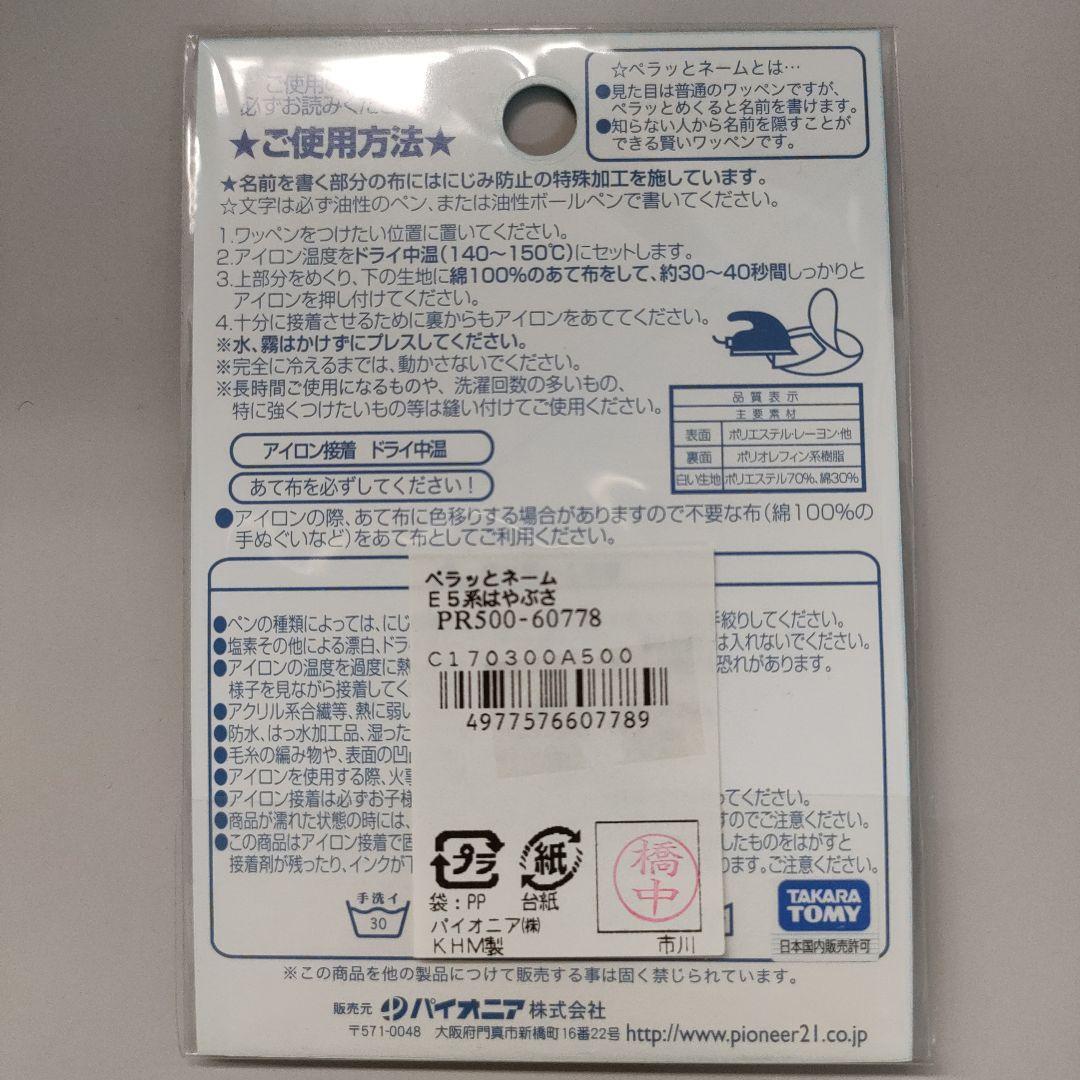 ご使用
必ずお読みくだ
★ご使用方法★
☆ペラッとネームとは…
●見た目は普通のワッペンですが、
ペラッとめくると名前を書けます。
●知らない人から名前を隠すことが
できる賢いワッペンです。
★名前を書く部分の布にはにじみ防止の特殊加工を施しています。
☆文字は必ず油性のペン、または油性ボールペンで書いてください。
1.ワッペンをつけたい位置に置いてください。
2.アイロン温度をドライ中温(140〜150℃)にセットします。
3.上部分をめくり、下の生地に綿100%のあて布をして、約30〜40秒間しっかりと
アイロンを押し付けてください。
4.十分に接着させるために裏からもアイロンをあててください。
※水、霧はかけずにプレスしてください。
※完全に冷えるまでは、動かさないでください。
※長時間ご使用になるものや、洗濯回数の多いもの、
特に強くつけたいもの等は縫い付けてご使用ください。
品質表示
主要素材
表面 ポリエステル・レーヨン・他
裏面 ポリオレフィン系樹脂
白い生地 ポリエステル70%、綿30%
アイロン接着 ドライ中温
あて布を必ずしてください!
●アイロンの際、あて布に色移りする場合がありますので不要な布(綿100%の
手ぬぐいなど)をあて布としてご利用ください。
●ペンの種類によっては、にじ 手絞りしてください。
●塩素その他による漂白、ドラ は入れないでください。
●アイロンの温度を過度に熱 恐れがあります。
様子を見ながら接着してく
●アクリル系合繊等、熱に弱い
●防水、はっ水加工品、湿った
●毛糸の編み物や、表面の凹凸
●アイロンを使用する際、火事
●アイロン接着は必ずお子様 ってください。
●商品が濡れた状態の時には、 すのでご注意ください。
●この商品はアイロン接着で固 したものをはがすと
接着剤が残ったり、インクが下 ります。ご注意ください。
ペラッとネーム
E5系はやぶさ
PR500-60778
C170300A500
4977576607789
プラ
紙
袋:PP
台紙
パイオニア㈱
KHM製
橋中
市川
手洗イ
30
TAKARA
TOMY
日本国内販売許可
※この商品を他の製品につけて販売する事は固く禁じられています。
販売元 パイオニア株式会社
〒571-0048 大阪府門真市新橋町16番22号 http://www.pioneer21.co.jp